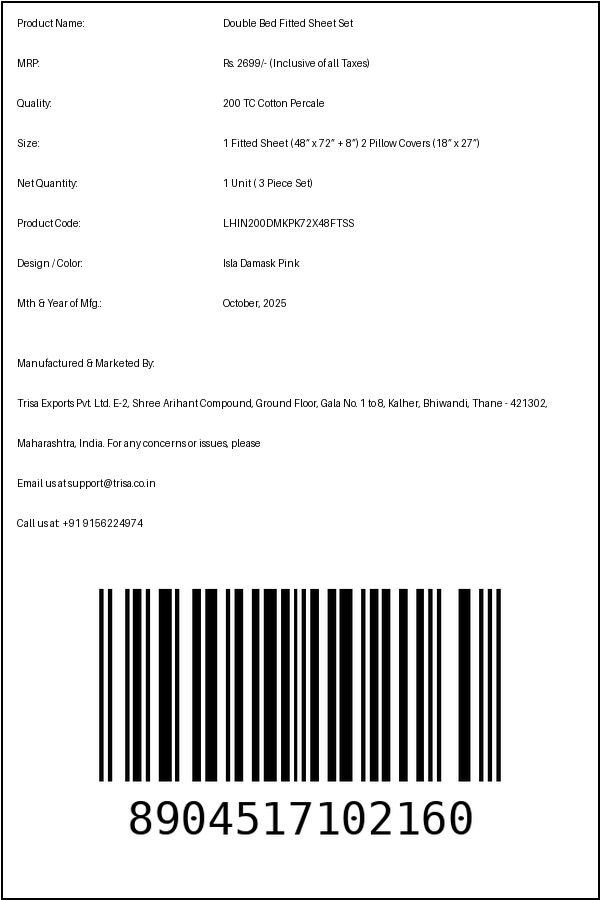 Product Name: Double Bed Fitted Sheet Set
MRP: Rs. 2699/- (Inclusive of all Taxes)
Quality: 200 TC Cotton Percale
Size: 1 Fitted Sheet (48” x 72” + 8”) 2 Pillow Covers (18” x 27”)
Net Quantity: 1 Unit ( 3 Piece Set)
Product Code: LHIN200DMKPK72X48FTSS
Design / Color: Isla Damask Pink
Mth & Year of Mfg.: October, 2025
Manufactured & Marketed By:
Trisa Exports Pvt. Ltd. E-2, Shree Arihant Compound, Ground Floor, Gala No. 1 to 8, Kalher, Bhiwandi, Thane - 421302,
Maharashtra, India. For any concerns or issues, please
Email us at support@trisa.co.in
Call us at: +91 9156224974
8904517102160